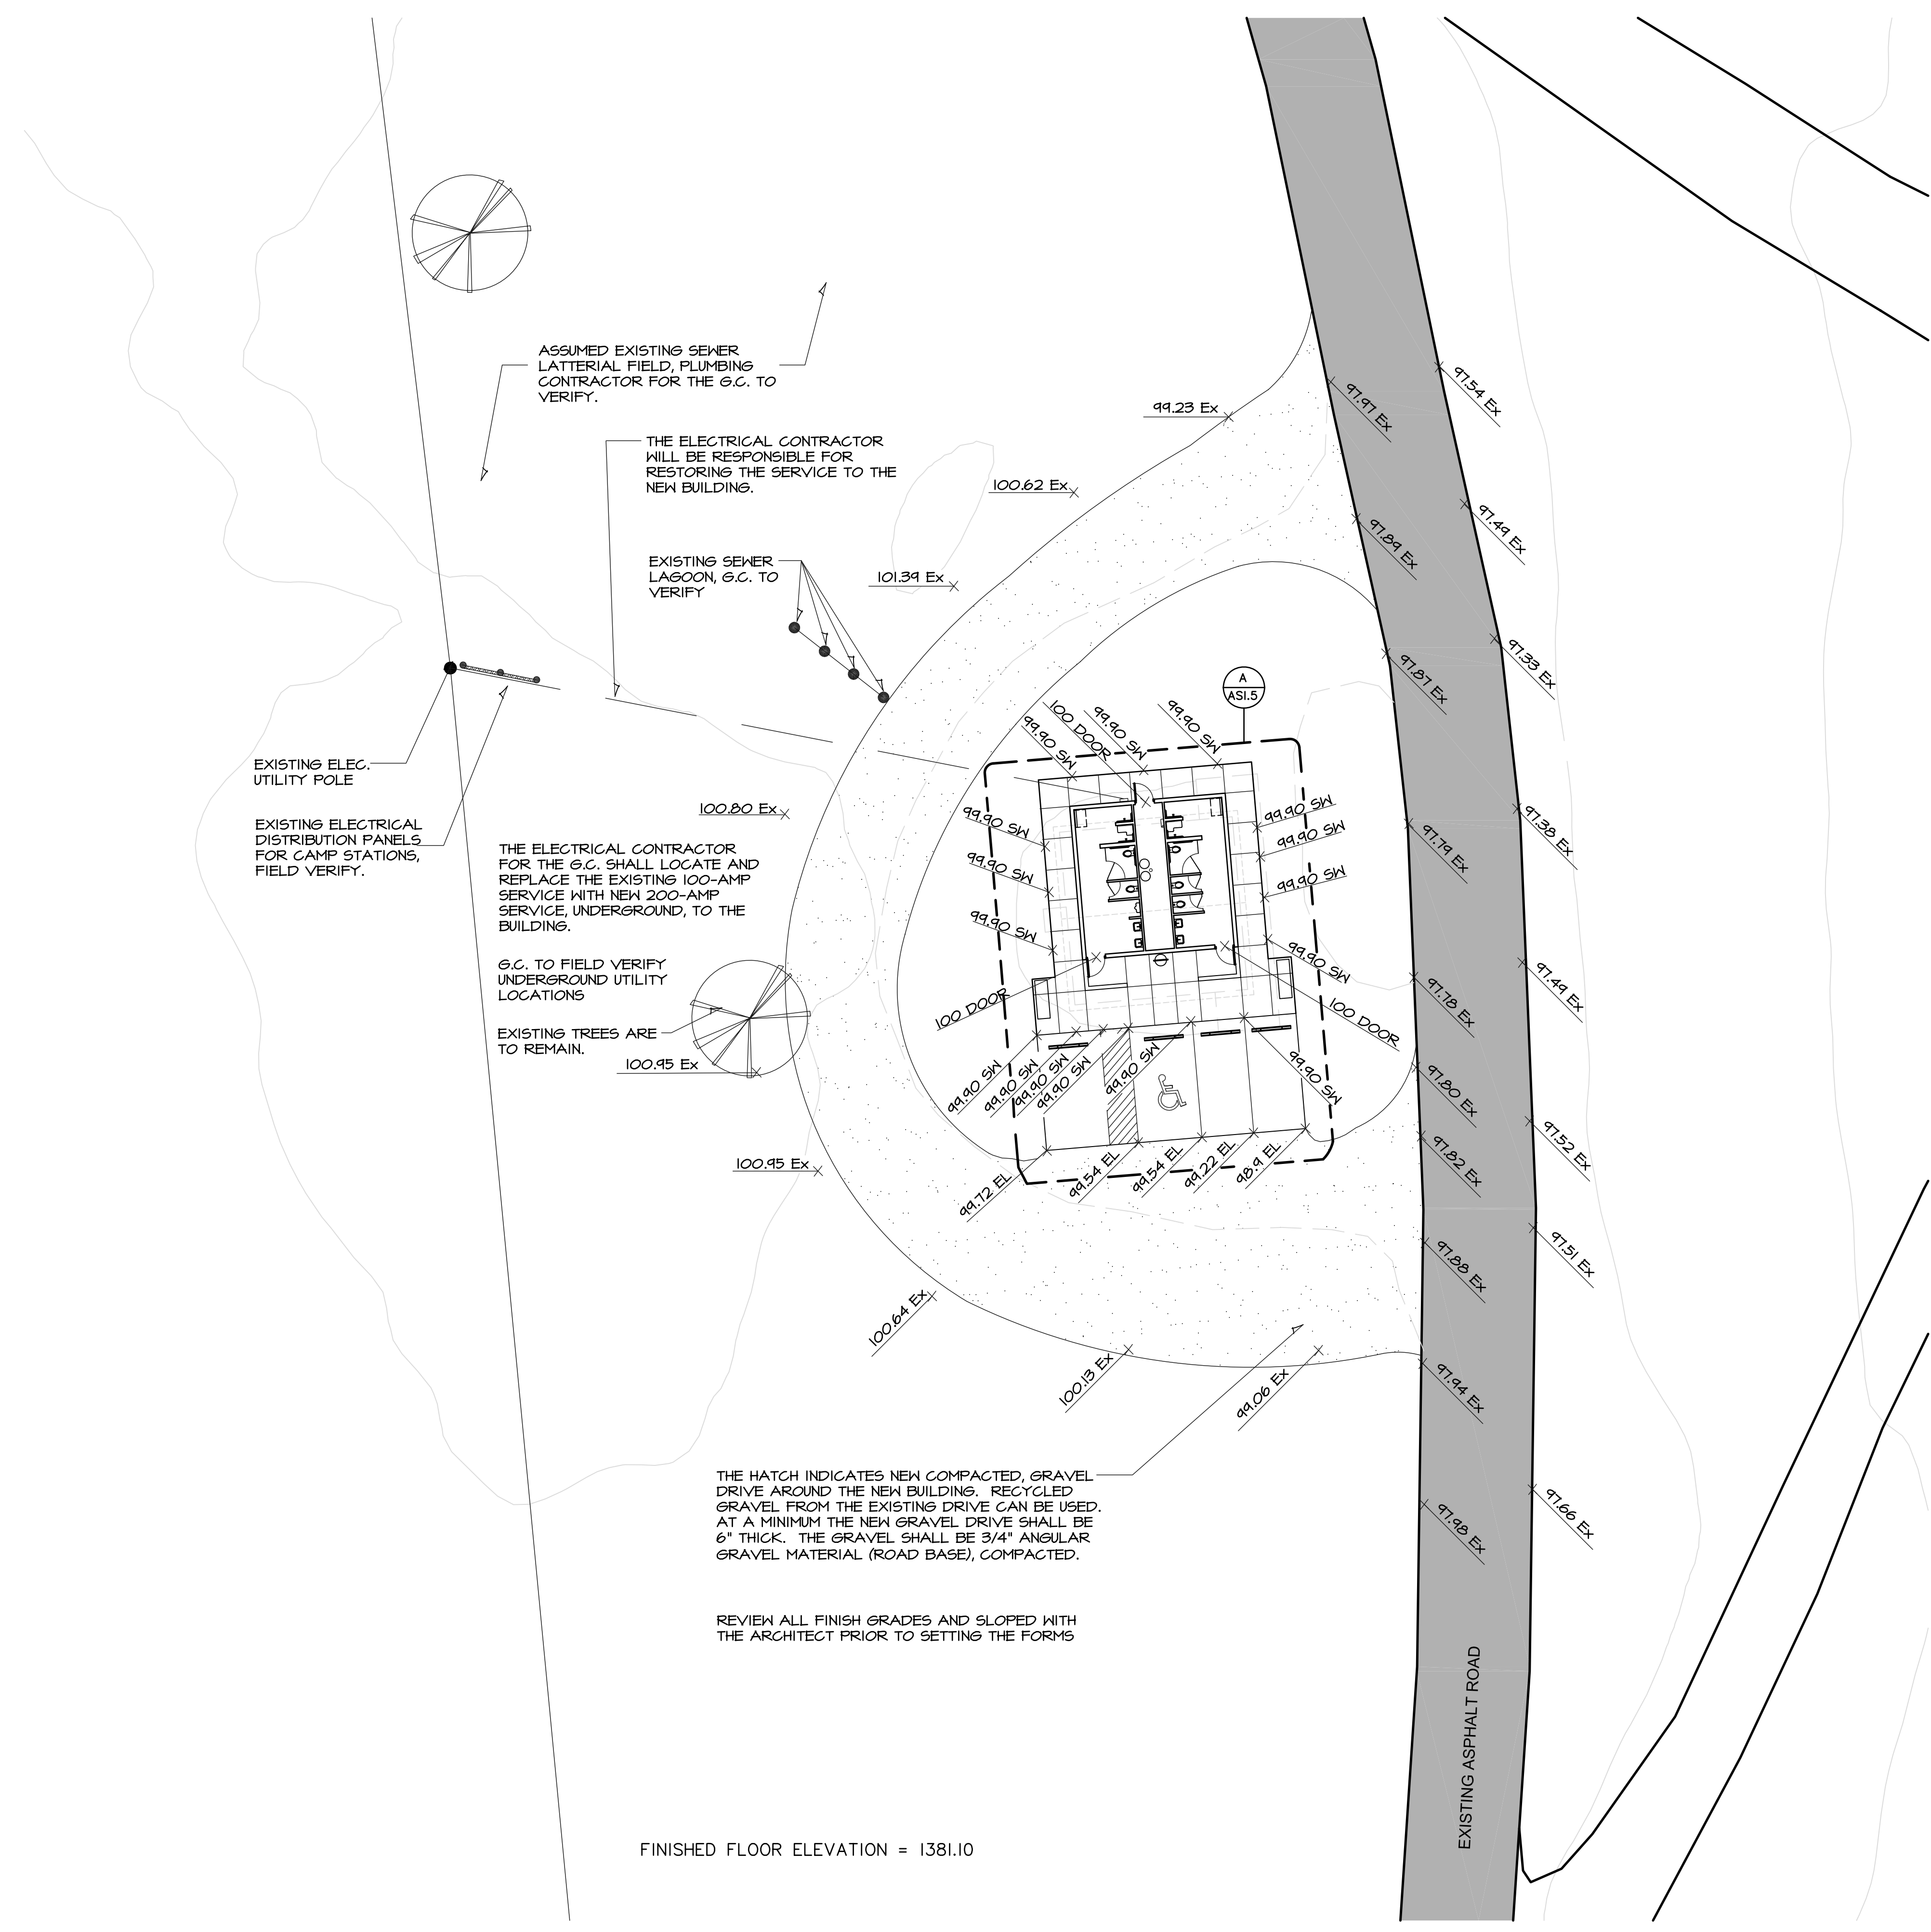 ASSUMED EXISTING SEWER
LATTERIAL FIELD, PLUMBING
CONTRACTOR FOR THE G.C. TO
VERIFY.
97.54 Ex
97.97 Ex
99.23 Ex
THE ELECTRICAL CONTRACTOR
WILL BE RESPONSIBLE FOR
RESTORING THE SERVICE TO THE
NEW BUILDING.
100.62 Ex
97.49 Ex
97.89 Ex
EXISTING SEWER
LAGOON, G.C. TO
VERIFY
101.39 Ex
97.33 Ex
97.87 Ex
A
AS1.5
99.90 SW
100 DOOR
99.90 SW
99.90 SW
EXISTING ELEC.
UTILITY POLE
100.80 Ex
99.90 SW
99.90 SW
99.90 SW
97.38 Ex
97.79 Ex
EXISTING ELECTRICAL
DISTRIBUTION PANELS
FOR CAMP STATIONS,
FIELD VERIFY.
THE ELECTRICAL CONTRACTOR
FOR THE G.C. SHALL LOCATE AND
REPLACE THE EXISTING 100-AMP
SERVICE WITH NEW 200-AMP
SERVICE, UNDERGROUND, TO THE
BUILDING.
99.90 SW
99.90 SW
99.90 SW
99.90 SW
G.C. TO FIELD VERIFY
UNDERGROUND UTILITY
LOCATIONS
97.49 Ex
97.78 Ex
100 DOOR
100 DOOR
EXISTING TREES ARE
TO REMAIN.
100.95 Ex
99.90 SW
99.90 SW
99.90 SW
99.90 SW
99.90 SW
99.90 SW
97.80 Ex
97.52 Ex
97.82 Ex
100.95 Ex
99.72 EL
99.54 EL
99.54 EL
99.22 EL
98.9 EL
97.51 Ex
97.88 Ex
100.64 Ex
100.13 Ex
99.06 Ex
97.94 Ex
THE HATCH INDICATES NEW COMPACTED, GRAVEL
DRIVE AROUND THE NEW BUILDING. RECYCLED
GRAVEL FROM THE EXISTING DRIVE CAN BE USED.
AT A MINIMUM THE NEW GRAVEL DRIVE SHALL BE
6" THICK. THE GRAVEL SHALL BE 3/4" ANGULAR
GRAVEL MATERIAL (ROAD BASE), COMPACTED.
97.66 Ex
97.98 Ex
REVIEW ALL FINISH GRADES AND SLOPED WITH
THE ARCHITECT PRIOR TO SETTING THE FORMS
EXISTING ASPHALT ROAD
FINISHED FLOOR ELEVATION = 1381.10